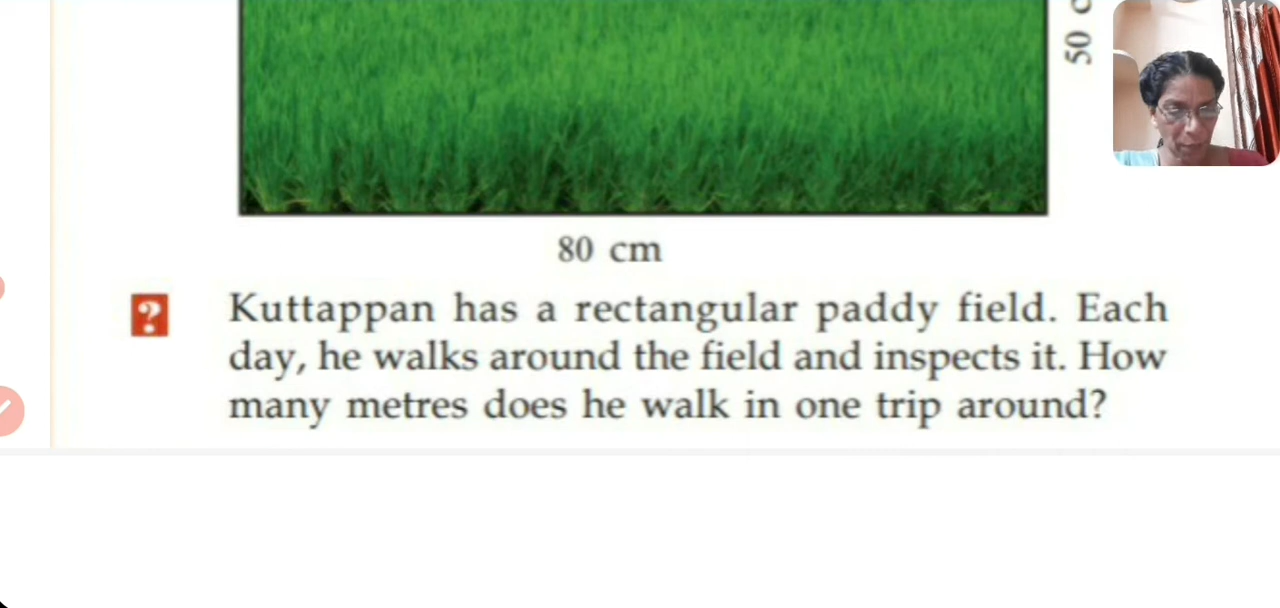 50 c
80 cm
?
Kuttappan has a rectangular paddy field. Each
day, he walks around the field and inspects it. How
many metres does he walk in one trip around?